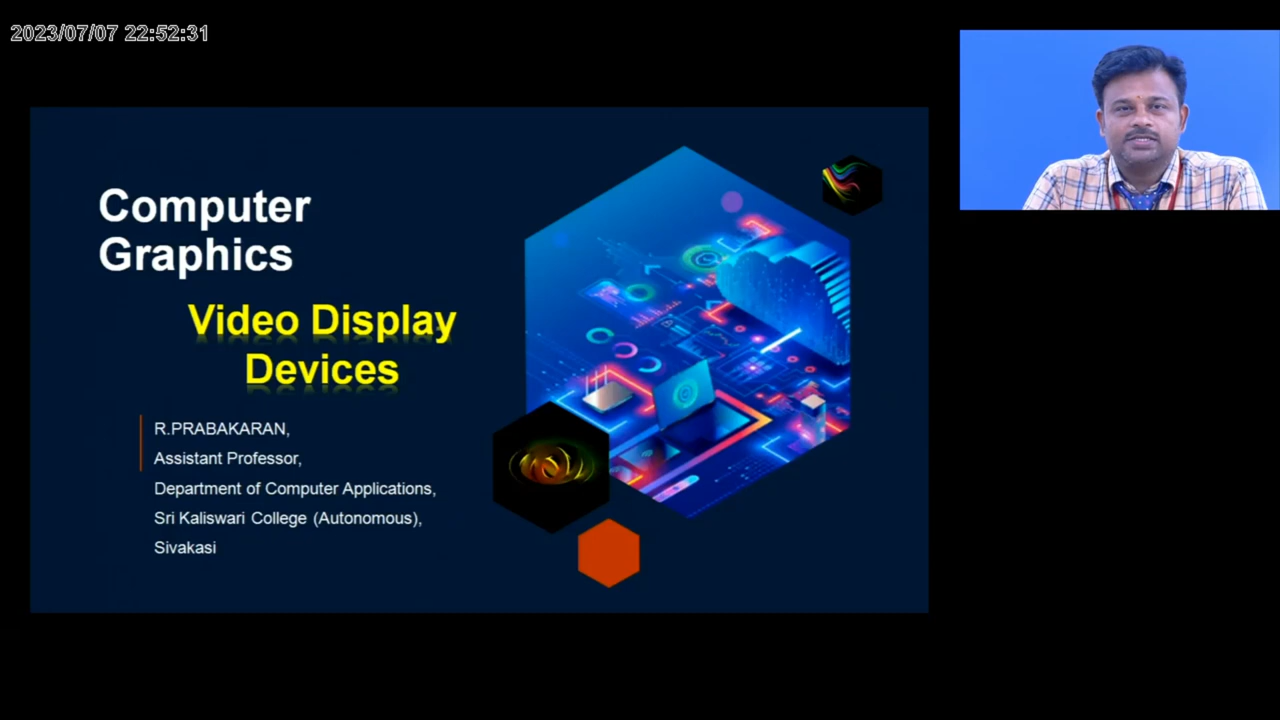 2023/07/07 22:52:31
Computer
Graphics
Video Display
Devices
R.PRABAKARAN,
Assistant Professor,
Department of Computer Applications,
Sri Kaliswari College (Autonomous),
Sivakasi